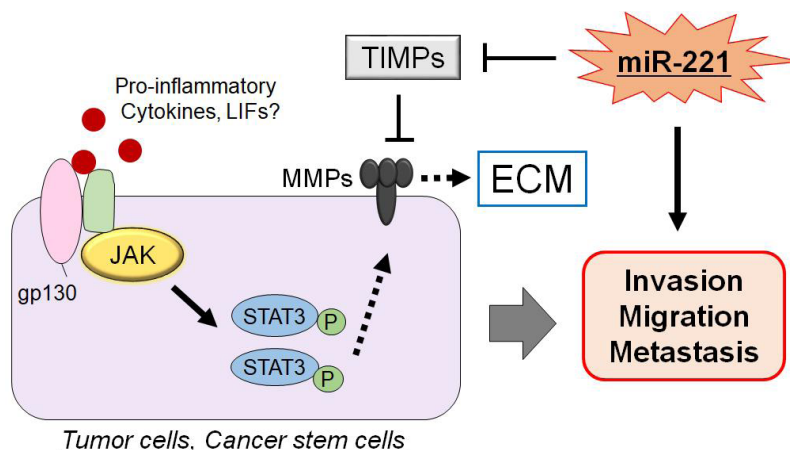 TIMPs
miR-221
Pro-inflammatory
Cytokines, LIFs?
MMPs
ECM
JAK
gp130
STAT3
P
STAT3
P
Invasion
Migration
Metastasis
Tumor cells, Cancer stem cells